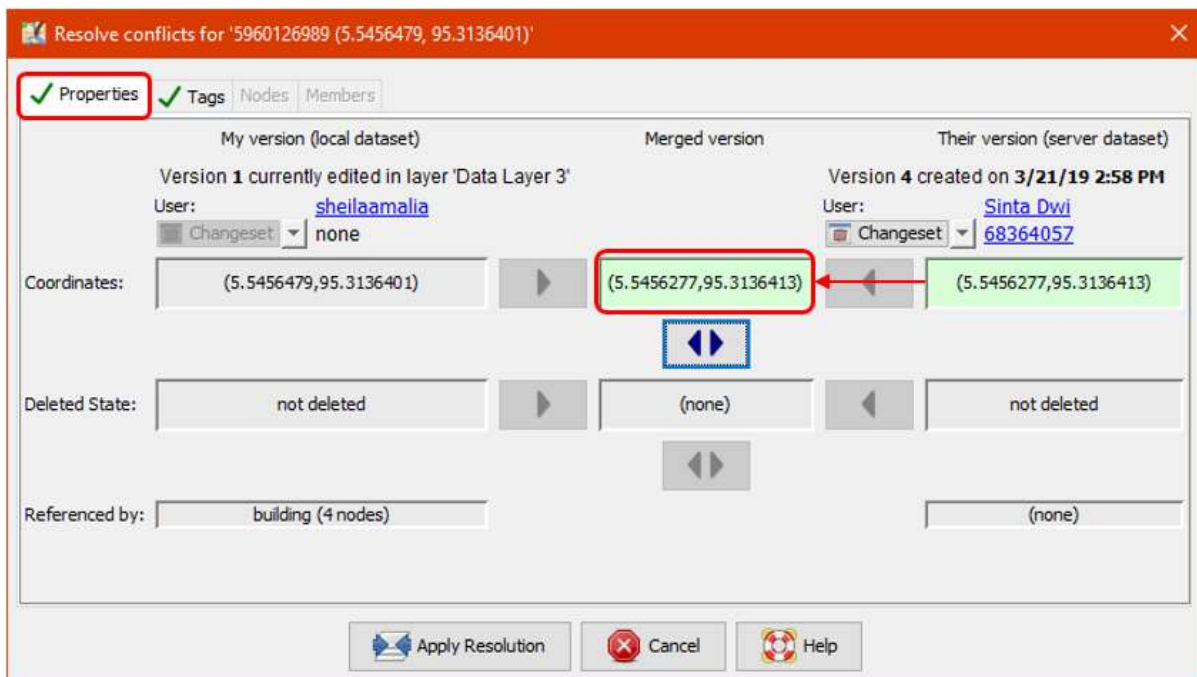 Resolve conflicts for '5960126989 (5.5456479, 95.3136401)'
Properties Tags Nodes Members
My version (local dataset) Merged version Their version (server dataset)
Version 1 currently edited in layer 'Data Layer 3' Version 4 created on 3/21/19 2:58 PM
User: sheilaamalia User: Sinta Dwi
Changeset none Changeset 68364057
Coordinates: (5.5456479,95.3136401) (5.5456277,95.3136413) (5.5456277,95.3136413)
Deleted State: not deleted (none) not deleted
Referenced by: building (4 nodes) (none)
Apply Resolution Cancel Help